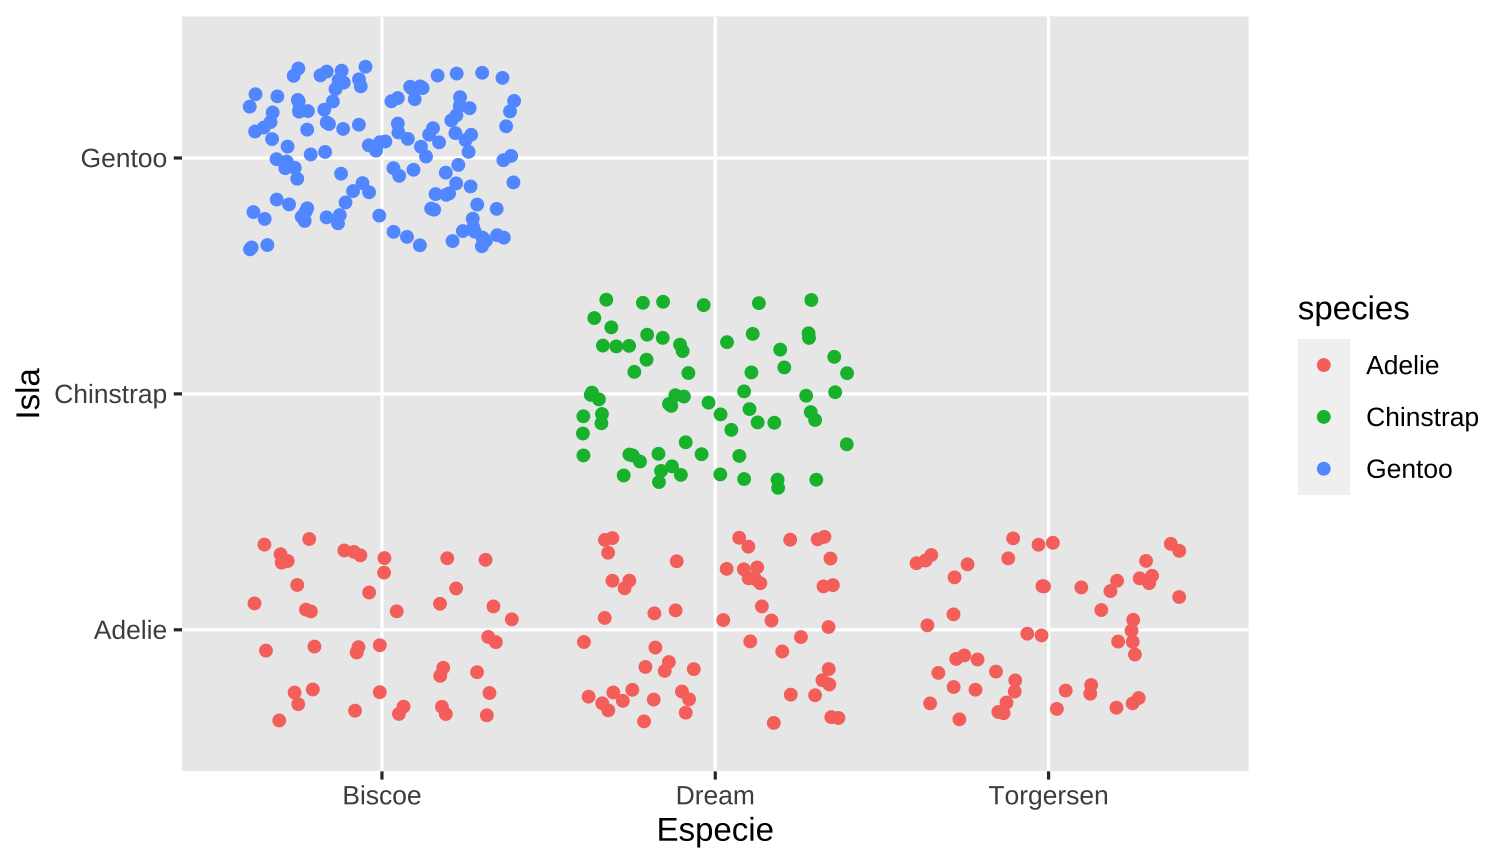 Gentoo
Chinstrap
Adelie
Isla
Biscoe
Dream
Torgersen
Especie
species
Adelie
Chinstrap
Gentoo